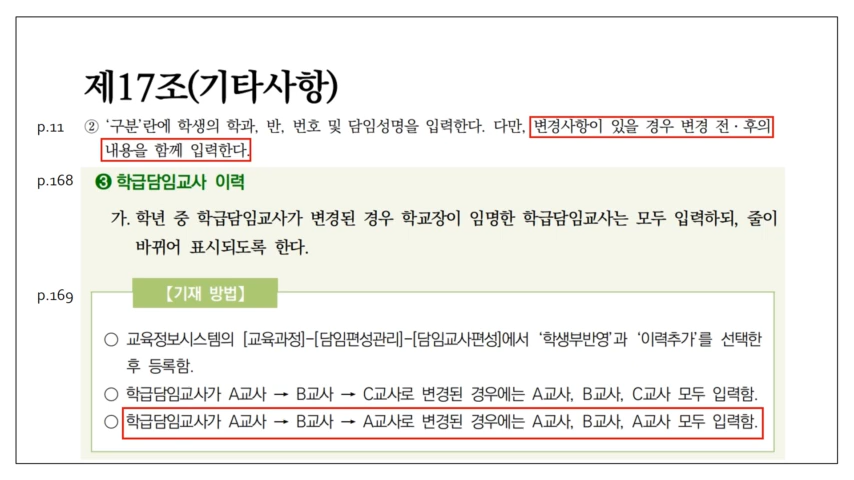 제17조(기타사항)
p.11 ② ‘구분’란에 학생의 학과, 반, 번호 및 담임성명을 입력한다. 다만, 변경사항이 있을 경우 변경 전·후의
내용을 함께 입력한다.
p.168 ❸ 학급담임교사 이력
가. 학년 중 학급담임교사가 변경된 경우 학교장이 임명한 학급담임교사는 모두 입력하되, 줄이
바뀌어 표시되도록 한다.
p.169 【기재 방법】
○ 교육정보시스템의 [교육과정]-[담임편성관리]-[담임교사편성]에서 ‘학생부반영’과 ‘이력추가’를 선택한
후 등록함.
○ 학급담임교사가 A교사 → B교사 → C교사로 변경된 경우에는 A교사, B교사, C교사 모두 입력함.
○ 학급담임교사가 A교사 → B교사 → A교사로 변경된 경우에는 A교사, B교사, A교사 모두 입력함.